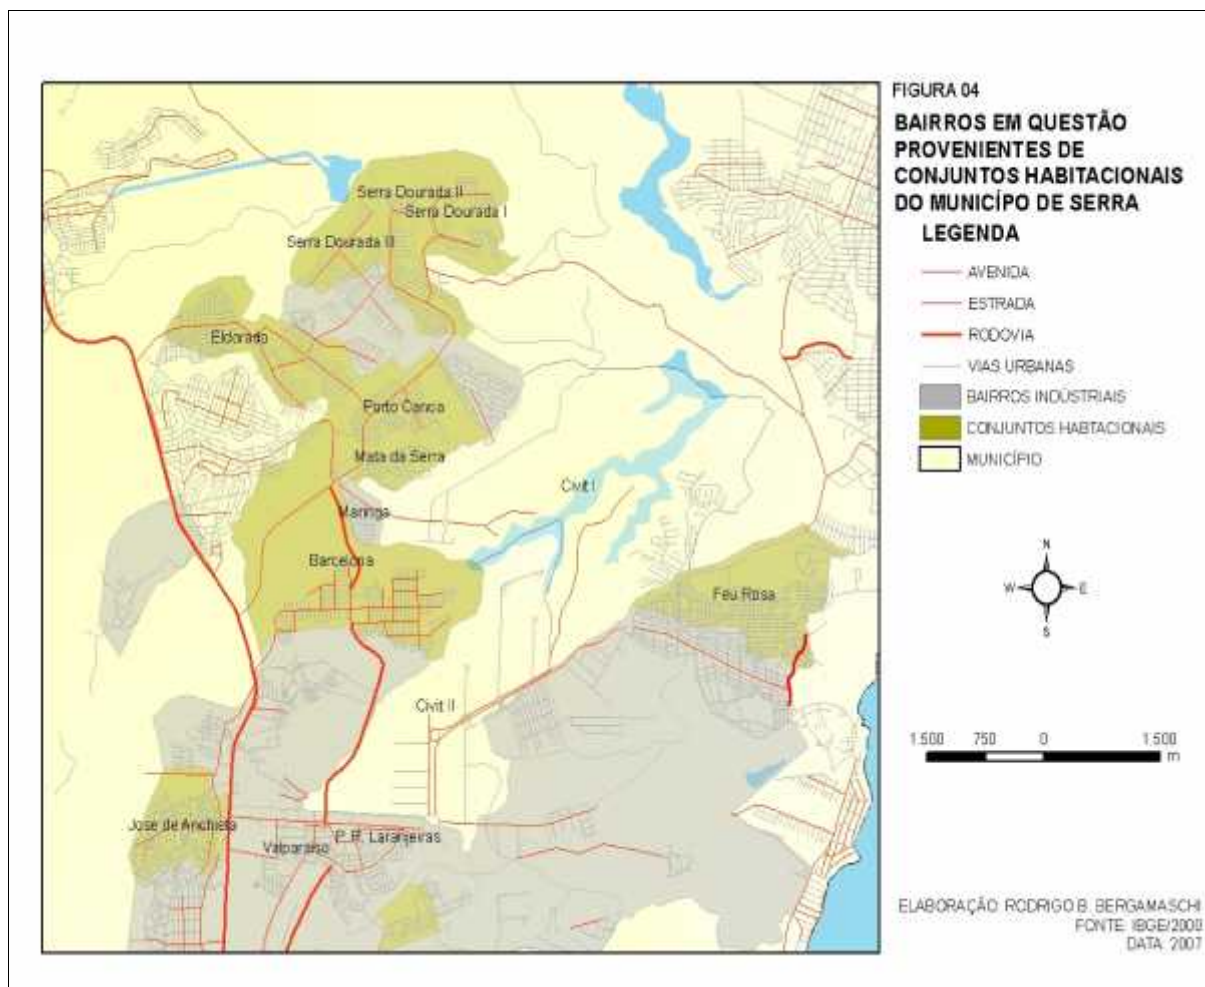 FIGURA 04
BAIRROS EM QUESTÃO
PROVENIENTES DE
CONJUNTOS HABITACIONAIS
DO MUNICÍPO DE SERRA
LEGENDA
AVENIDA
ESTRADA
RODOVIA
VIAS URBANAS
BAIRROS INDÚSTRIAIS
CONJUNTOS HABTACIONAIS
MUNICÍPIO
Serra Dourada II
Serra Dourada I
Serra Dourada III
Eldorado
Porto Canoa
Mata da Serra
Civit I
Maringa
Barcelona
Feu Rosa
Civit II
José de Anchieta
P. R. Laranjeiras
Valparaiso
N
W
E
S
1.500 750 0 1.500
m
ELABORAÇÃO: RODRIGO B. BERGAMASCHI
FONTE: IBGE/2000
DATA: 2007